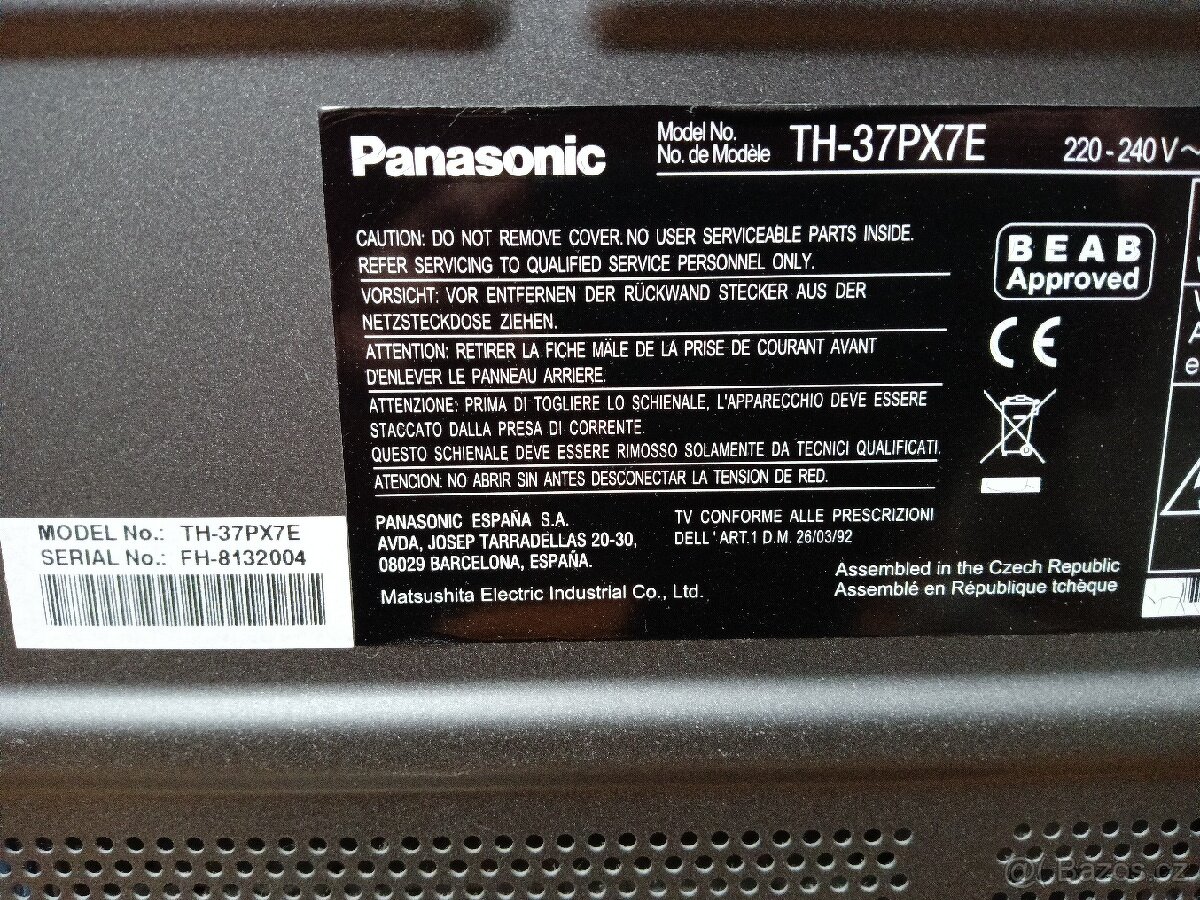 Panasonic
Model No.
No. de Modèle
TH-37PX7E
220-240 V ~
CAUTION: DO NOT REMOVE COVER. NO USER SERVICEABLE PARTS INSIDE.
REFER SERVICING TO QUALIFIED SERVICE PERSONNEL ONLY.
VORSICHT: VOR ENTFERNEN DER RÜCKWAND STECKER AUS DER
NETZSTECKDOSE ZIEHEN.
ATTENTION: RETIRER LA FICHE MÂLE DE LA PRISE DE COURANT AVANT
D'ENLEVER LE PANNEAU ARRIERE.
ATTENZIONE: PRIMA DI TOGLIERE LO SCHIENALE, L'APPARECCHIO DEVE ESSERE
STACCATO DALLA PRESA DI CORRENTE.
QUESTO SCHIENALE DEVE ESSERE RIMOSSO SOLAMENTE DA TECNICI QUALIFICATI.
ATENCION: NO ABRIR SIN ANTES DESCONECTAR LA TENSION DE RED.
BEAB
Approved
CE
PANASONIC ESPAÑA S.A.
AVDA, JOSEP TARRADELLAS 20-30,
08029 BARCELONA, ESPAÑA.
TV CONFORME ALLE PRESCRIZIONI
DELL'ART.1 D.M. 26/03/92
Matsushita Electric Industrial Co., Ltd.
Assembled in the Czech Republic
Assemblé en République tchèque
MODEL No.: TH-37PX7E
SERIAL No.: FH-8132004
Bazos.cz